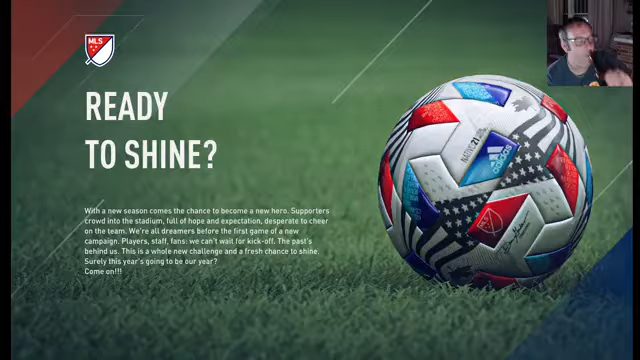 MLS
READY
TO SHINE?
With a new season comes the chance to become a new hero. Supporters
crowd into the stadium, full of hope and expectation, desperate to cheer
on the team. We're all dreamers before the first game of a new
campaign. Players, staff, fans: we can't wait for kick-off. The past's
behind us. This is a whole new challenge and a fresh chance to shine.
Surely this year's going to be our year?
Come on!!!
NATIVO 21
adidas